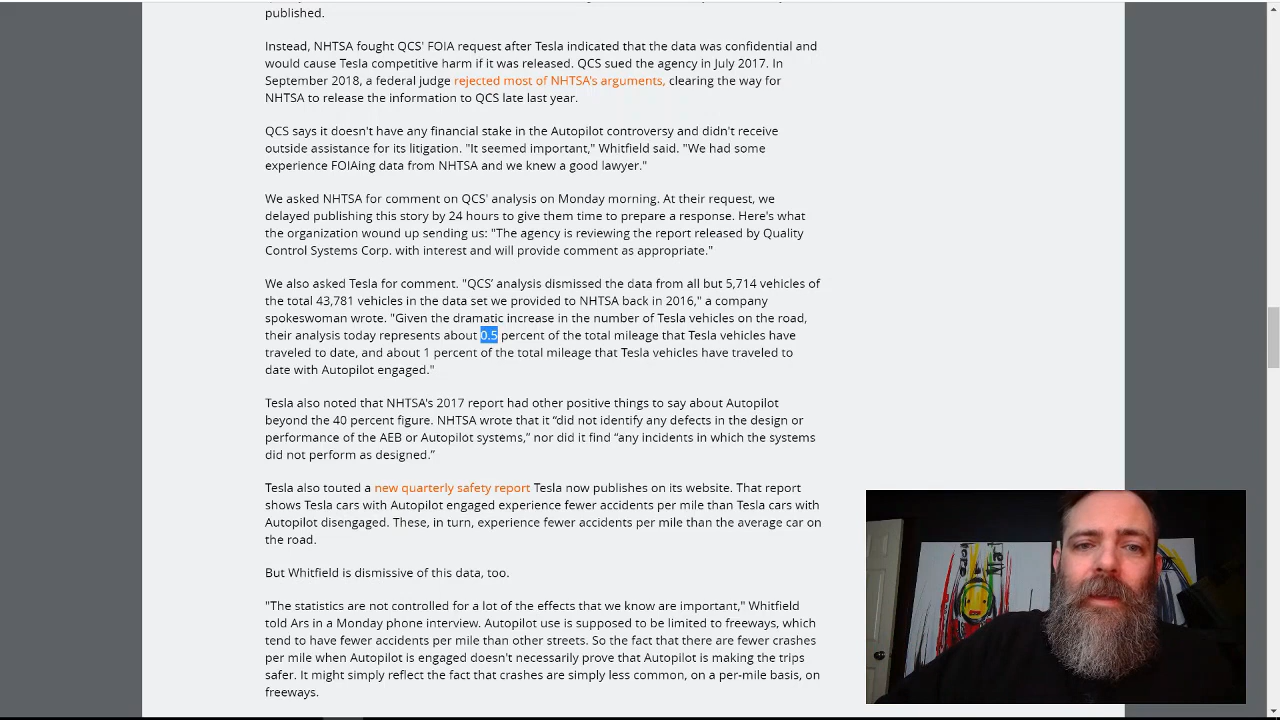 published.
Instead, NHTSA fought QCS' FOIA request after Tesla indicated that the data was confidential and
would cause Tesla competitive harm if it was released. QCS sued the agency in July 2017. In
September 2018, a federal judge rejected most of NHTSA's arguments, clearing the way for
NHTSA to release the information to QCS late last year.
QCS says it doesn't have any financial stake in the Autopilot controversy and didn't receive
outside assistance for its litigation. "It seemed important," Whitfield said. "We had some
experience FOIAing data from NHTSA and we knew a good lawyer."
We asked NHTSA for comment on QCS' analysis on Monday morning. At their request, we
delayed publishing this story by 24 hours to give them time to prepare a response. Here's what
the organization wound up sending us: "The agency is reviewing the report released by Quality
Control Systems Corp. with interest and will provide comment as appropriate."
We also asked Tesla for comment. "QCS’ analysis dismissed the data from all but 5,714 vehicles of
the total 43,781 vehicles in the data set we provided to NHTSA back in 2016," a company
spokeswoman wrote. "Given the dramatic increase in the number of Tesla vehicles on the road,
their analysis today represents about 0.5 percent of the total mileage that Tesla vehicles have
traveled to date, and about 1 percent of the total mileage that Tesla vehicles have traveled to
date with Autopilot engaged."
Tesla also noted that NHTSA's 2017 report had other positive things to say about Autopilot
beyond the 40 percent figure. NHTSA wrote that it “did not identify any defects in the design or
performance of the AEB or Autopilot systems,” nor did it find “any incidents in which the systems
did not perform as designed.”
Tesla also touted a new quarterly safety report Tesla now publishes on its website. That report
shows Tesla cars with Autopilot engaged experience fewer accidents per mile than Tesla cars with
Autopilot disengaged. These, in turn, experience fewer accidents per mile than the average car on
the road.
But Whitfield is dismissive of this data, too.
"The statistics are not controlled for a lot of the effects that we know are important," Whitfield
told Ars in a Monday phone interview. Autopilot use is supposed to be limited to freeways, which
tend to have fewer accidents per mile than other streets. So the fact that there are fewer crashes
per mile when Autopilot is engaged doesn't necessarily prove that Autopilot is making the trips
safer. It might simply reflect the fact that crashes are simply less common, on a per-mile basis, on
freeways.